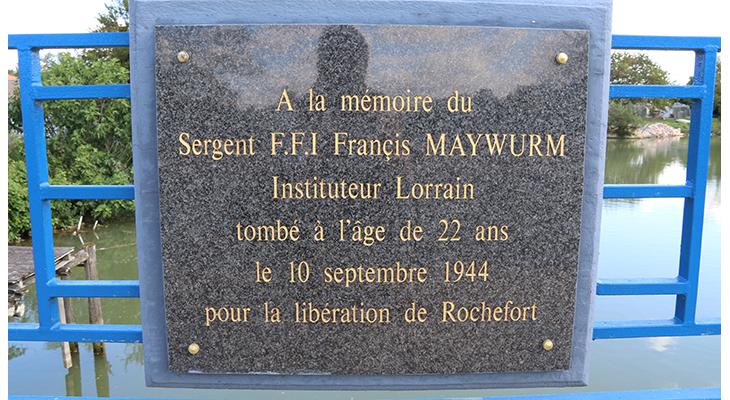 A la mémoire du
Sergent F.F.I Françis MAYWURM
Instituteur Lorrain
tombé à l'âge de 22 ans
le 10 septembre 1944
pour la libération de Rochefort